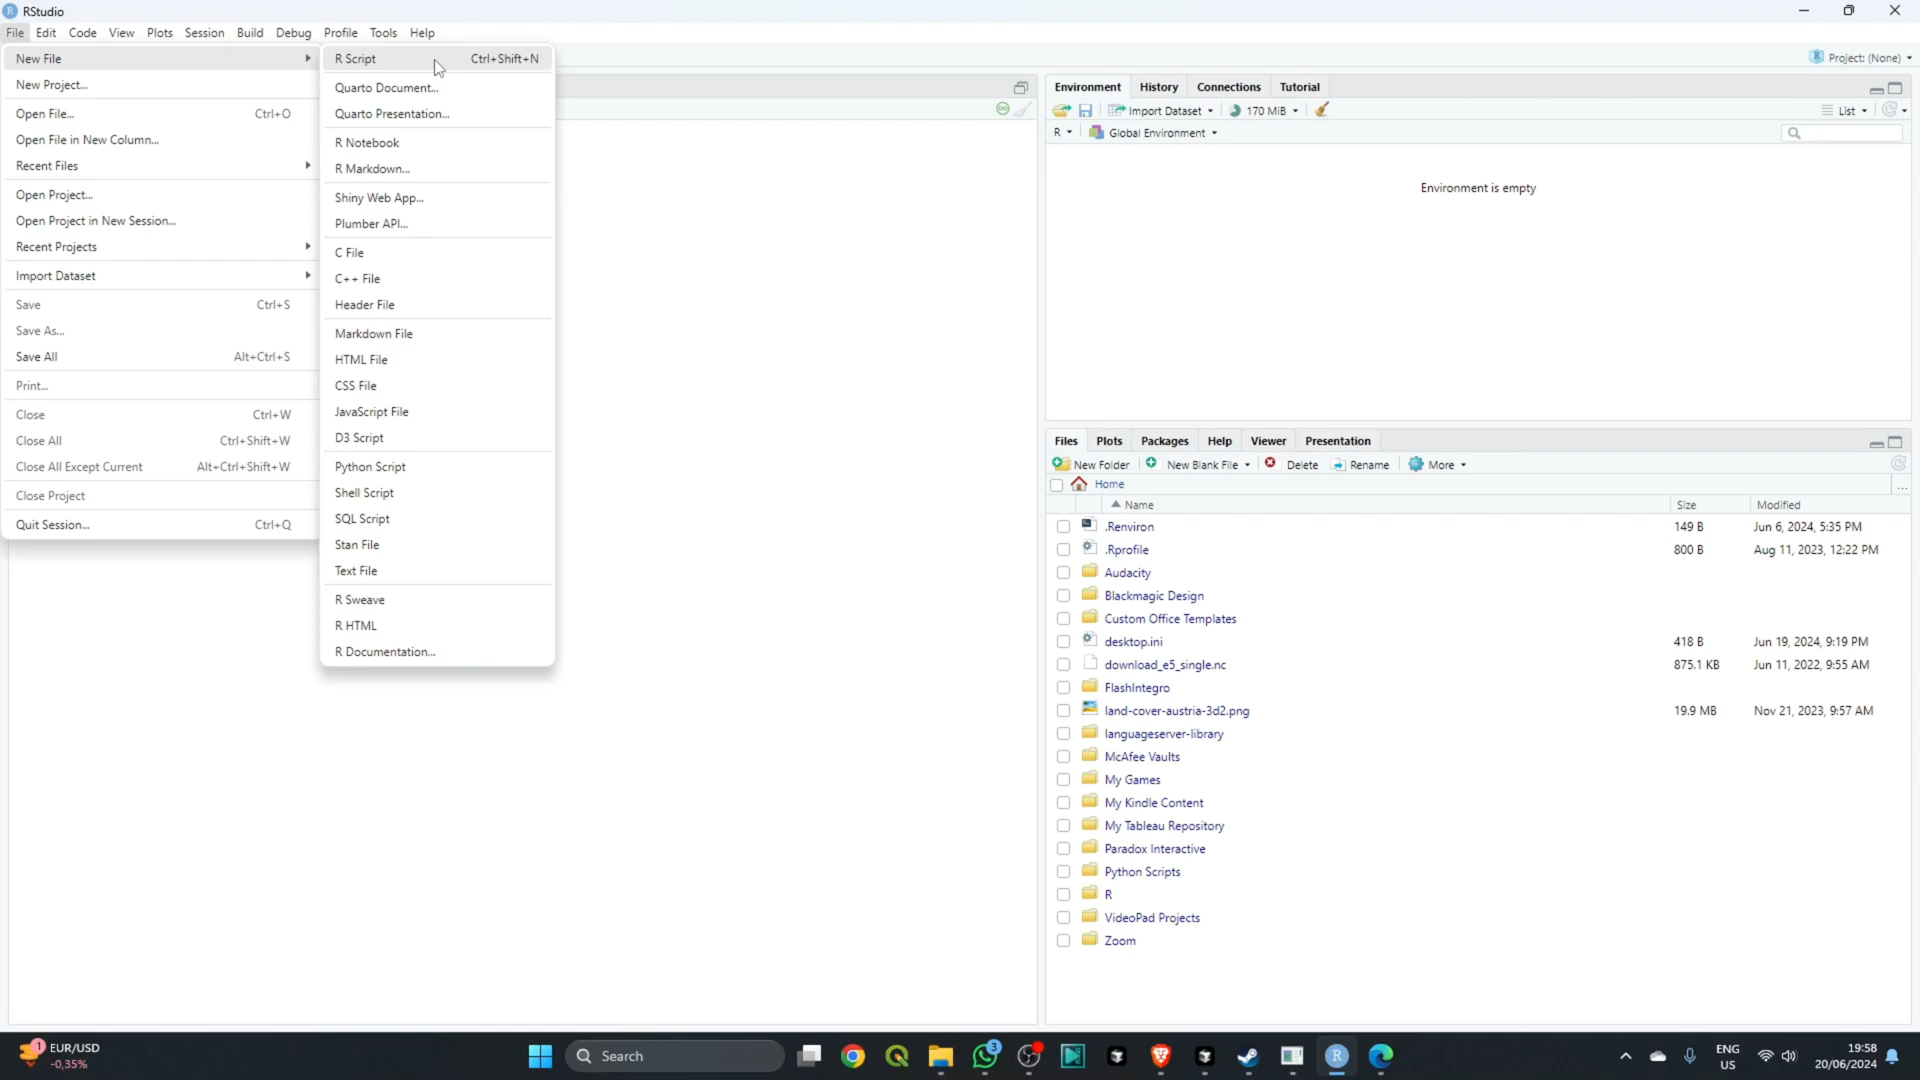 RStudio
File Edit Code View Plots Session Build Debug Profile Tools Help
New File
New Project...
Open File... Ctrl+O
Open File in New Column...
Recent Files
Open Project...
Open Project in New Session...
Recent Projects
Import Dataset
Save Ctrl+S
Save As...
Save All Alt+Ctrl+S
Print...
Close Ctrl+W
Close All Ctrl+Shift+W
Close All Except Current Alt+Ctrl+Shift+W
Close Project
Quit Session... Ctrl+Q
R Script Ctrl+Shift+N
Quarto Document...
Quarto Presentation...
R Notebook
R Markdown...
Shiny Web App...
Plumber API...
C File
C++ File
Header File
Markdown File
HTML File
CSS File
JavaScript File
D3 Script
Python Script
Shell Script
SQL Script
Stan File
Text File
R Sweave
R HTML
R Documentation...
Project: (None)
Environment History Connections Tutorial
Import Dataset 170 MiB List
R Global Environment
Environment is empty
Files Plots Packages Help Viewer Presentation
New Folder New Blank File Delete Rename More
Home ...
Name Size Modified
.Renviron 149 B Jun 6, 2024, 5:35 PM
.Rprofile 800 B Aug 11, 2023, 12:22 PM
Audacity
Blackmagic Design
Custom Office Templates
desktop.ini 418 B Jun 19, 2024, 9:19 PM
download_e5_single.nc 875.1 KB Jun 11, 2022, 9:55 AM
FlashIntegro
land-cover-austria-3d2.png 19.9 MB Nov 21, 2023, 9:57 AM
languageserver-library
McAfee Vaults
My Games
My Kindle Content
My Tableau Repository
Paradox Interactive
Python Scripts
R
VideoPad Projects
Zoom
1 EUR/USD
-0,35%
Search
3
R
ENG
US
19:58
20/06/2024